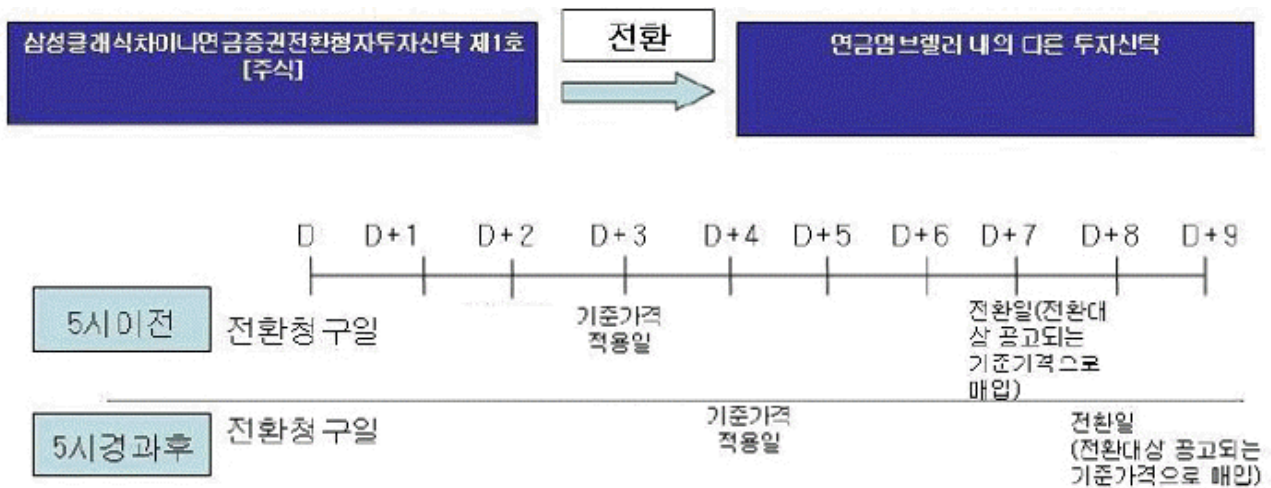 삼성클래식차이나연금증권전환형자투자신탁 제1호
[주식]
전환
연금엄브렐러 내의 다른 투자신탁
D D+1 D+2 D+3 D+4 D+5 D+6 D+7 D+8 D+9
5시이전
전환청구일
기준가격
적용일
전환일(전환대
상 공고되는
기준기격으로
매입)
5시경과후
전환청구일
기준가격
적용일
전환일
(전환대상 공고되는
기준가격으로 매입)